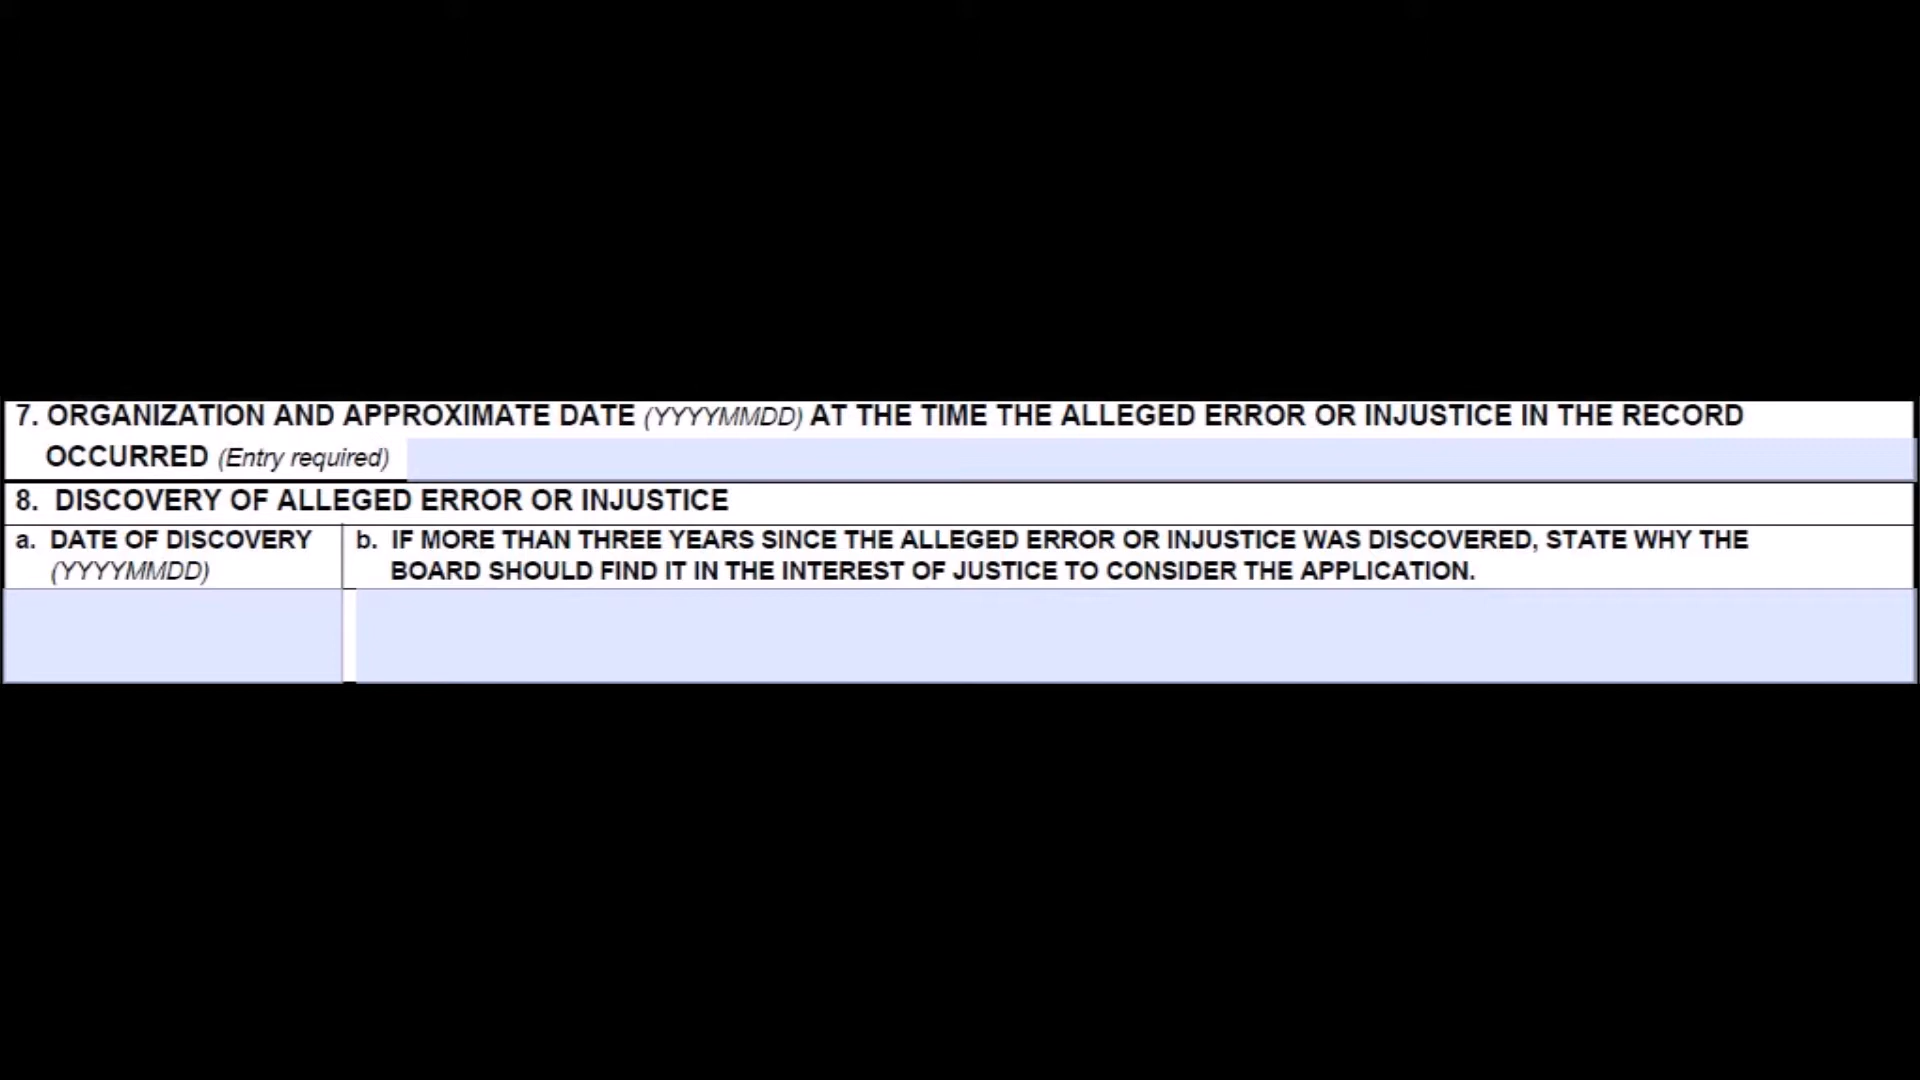 7. ORGANIZATION AND APPROXIMATE DATE (YYYYMMDD) AT THE TIME THE ALLEGED ERROR OR INJUSTICE IN THE RECORD
OCCURRED (Entry required)
8. DISCOVERY OF ALLEGED ERROR OR INJUSTICE
a. DATE OF DISCOVERY
(YYYYMMDD)
b. IF MORE THAN THREE YEARS SINCE THE ALLEGED ERROR OR INJUSTICE WAS DISCOVERED, STATE WHY THE
BOARD SHOULD FIND IT IN THE INTEREST OF JUSTICE TO CONSIDER THE APPLICATION.